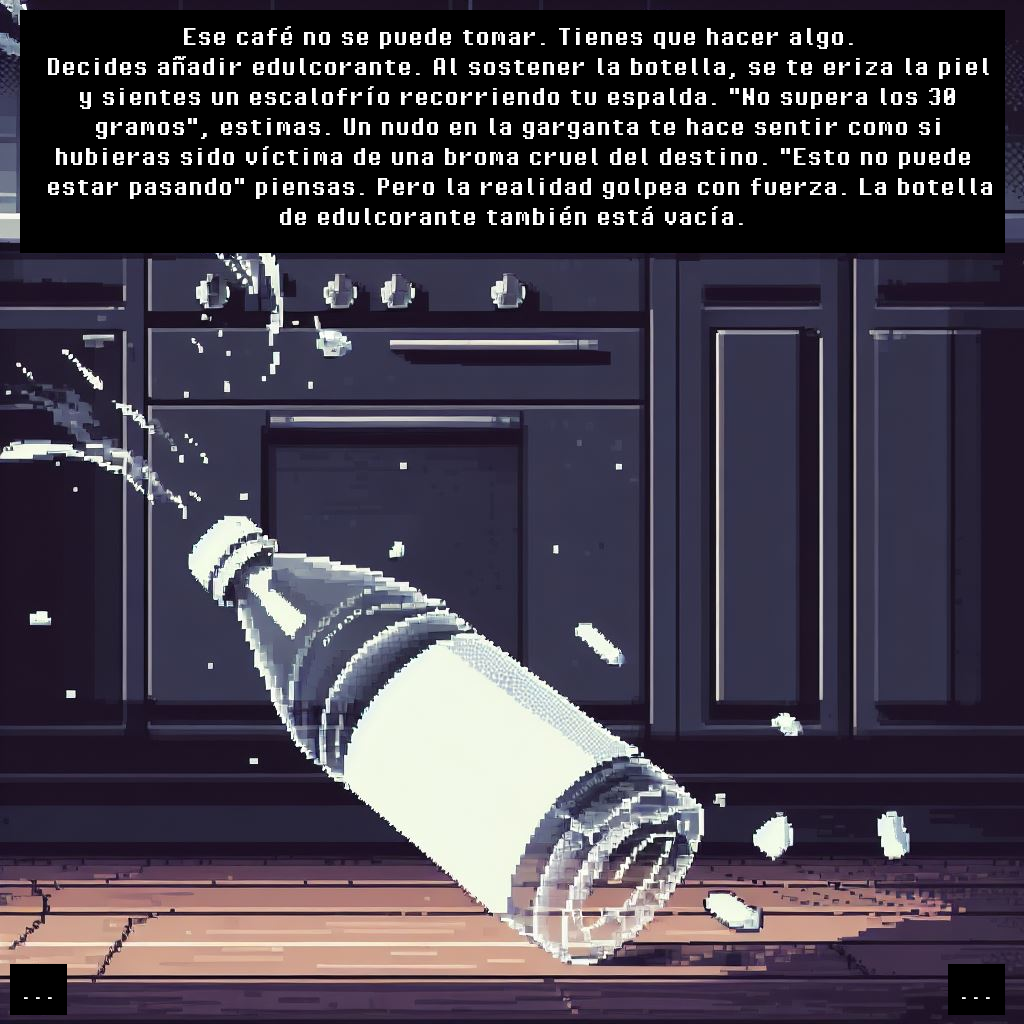 Ese café no se puede tomar. Tienes que hacer algo.
Decides añadir edulcorante. Al sostener la botella, se te eriza la piel
y sientes un escalofrío recorriendo tu espalda. "No supera los 30
gramos", estimas. Un nudo en la garganta te hace sentir como si
hubieras sido víctima de una broma cruel del destino. "Esto no puede
estar pasando" piensas. Pero la realidad golpea con fuerza. La botella
de edulcorante también está vacía.
...
...